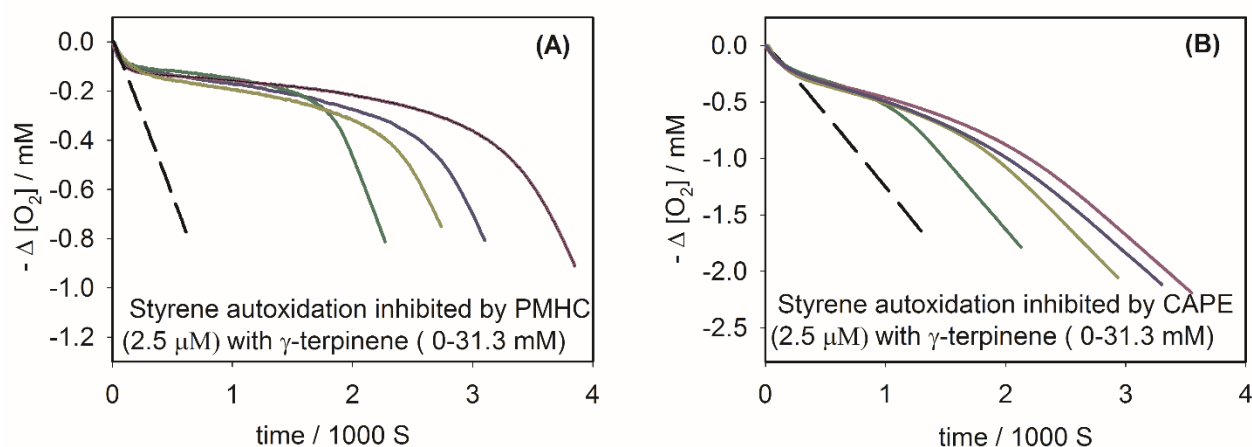 (A)
0.0
-0.2
-0.4
-0.6
-0.8
-1.0
-1.2
- Δ [O₂] / mM
Styrene autoxidation inhibited by PMHC
(2.5 μM) with γ-terpinene ( 0-31.3 mM)
0 1 2 3 4
time / 1000 S
(B)
0.0
-0.5
-1.0
-1.5
-2.0
-2.5
- Δ [O₂] / mM
Styrene autoxidation inhibited by CAPE
(2.5 μM) with γ-terpinene ( 0-31.3 mM)
0 1 2 3 4
time / 1000 S